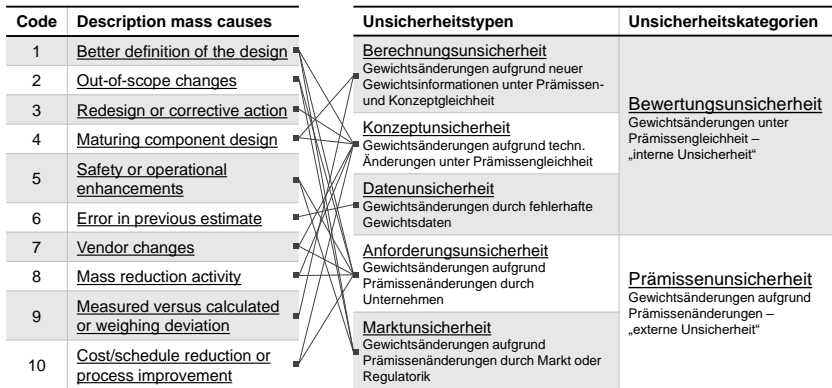 Code Description mass causes
1 Better definition of the design
2 Out-of-scope changes
3 Redesign or corrective action
4 Maturing component design
5 Safety or operational
enhancements
6 Error in previous estimate
7 Vendor changes
8 Mass reduction activity
9 Measured versus calculated
or weighing deviation
10 Cost/schedule reduction or
process improvement
Unsicherheitstypen Unsicherheitskategorien
Berechnungsunsicherheit
Gewichtsänderungen aufgrund neuer
Gewichtsinformationen unter Prämissen-
und Konzeptgleichheit
Konzeptunsicherheit
Gewichtsänderungen aufgrund techn.
Änderungen unter Prämissengleichheit
Datenunsicherheit
Gewichtsänderungen durch fehlerhafte
Gewichtsdaten
Bewertungsunsicherheit
Gewichtsänderungen unter
Prämissengleichheit –
„interne Unsicherheit“
Anforderungsunsicherheit
Gewichtsänderungen aufgrund
Prämissenänderungen durch
Unternehmen
Marktunsicherheit
Gewichtsänderungen aufgrund
Prämissenänderungen durch Markt oder
Regulatorik
Prämissenunsicherheit
Gewichtsänderungen aufgrund
Prämissenänderungen –
„externe Unsicherheit“